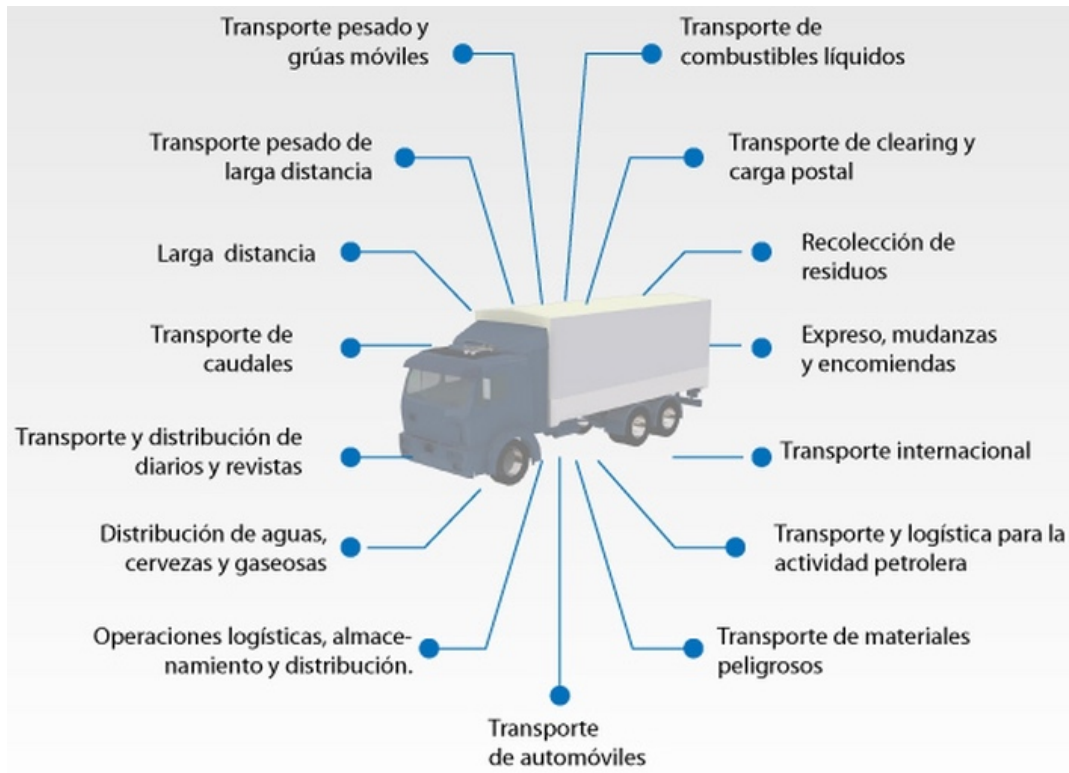 Transporte pesado y
grúas móviles
Transporte de
combustibles líquidos
Transporte pesado de
larga distancia
Transporte de clearing y
carga postal
Larga distancia
Recolección de
residuos
Transporte de
caudales
Expreso, mudanzas
y encomiendas
Transporte y distribución de
diarios y revistas
Transporte internacional
Distribución de aguas,
cervezas y gaseosas
Transporte y logística para la
actividad petrolera
Operaciones logísticas, almace-
namiento y distribución.
Transporte de materiales
peligrosos
Transporte
de automóviles